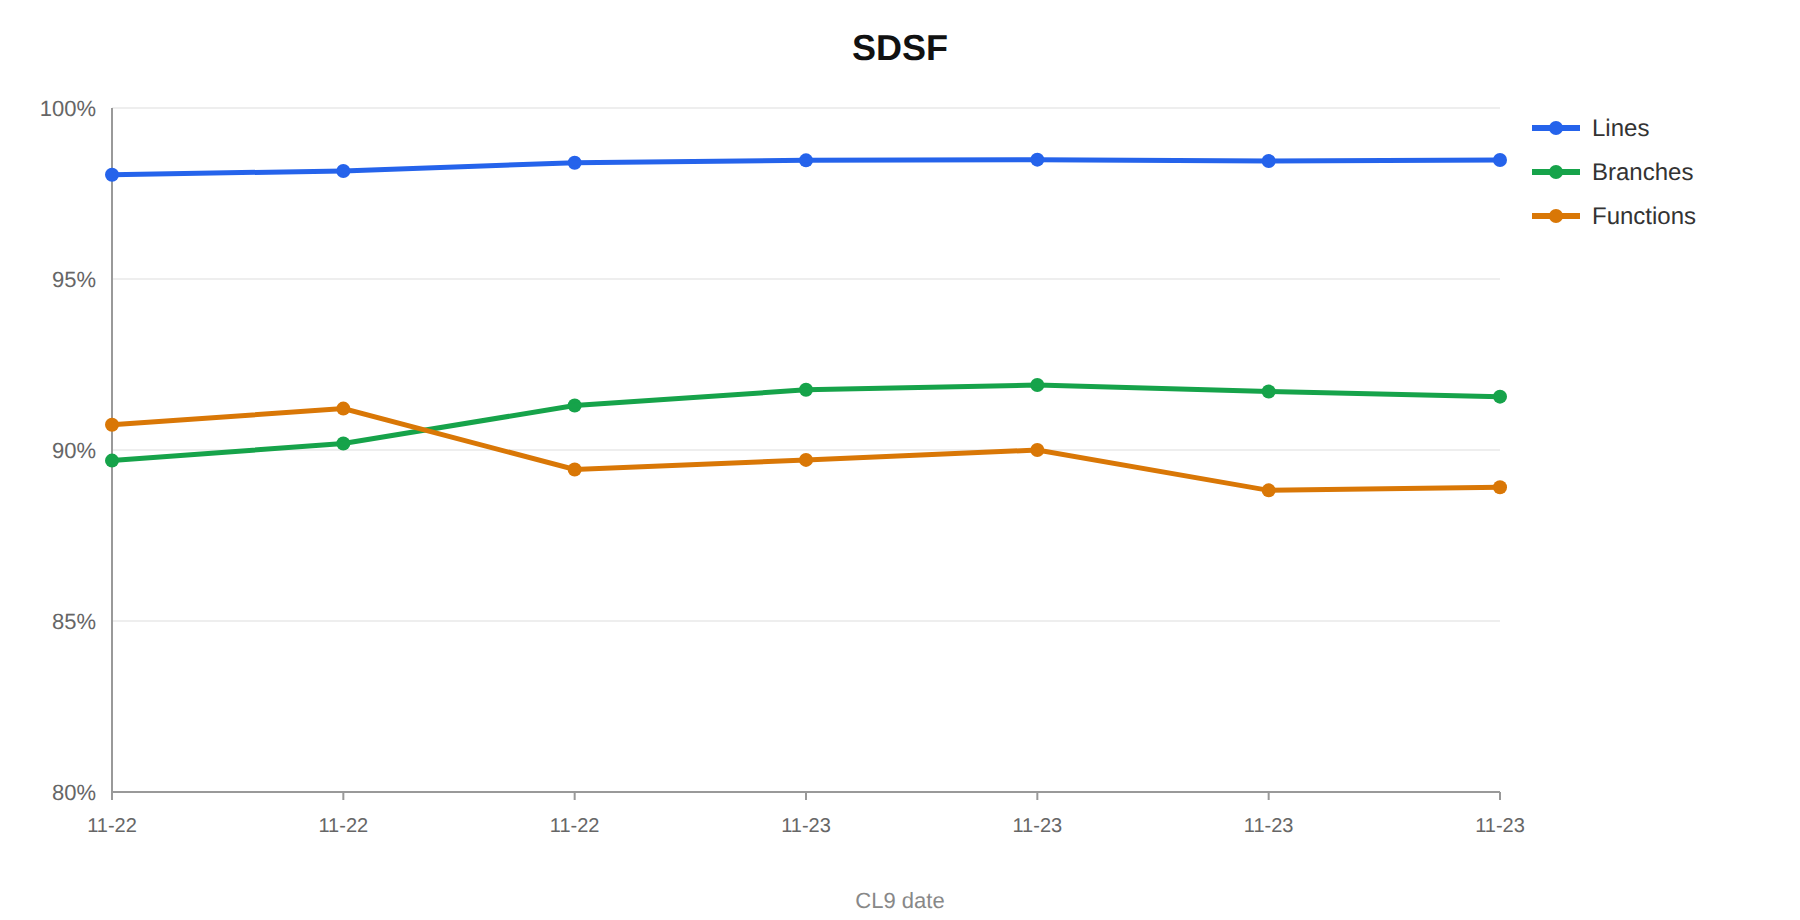 SDSF
100%
95%
90%
85%
80%
11-22 11-22 11-22 11-23 11-23 11-23 11-23
CL9 date
Lines
Branches
Functions